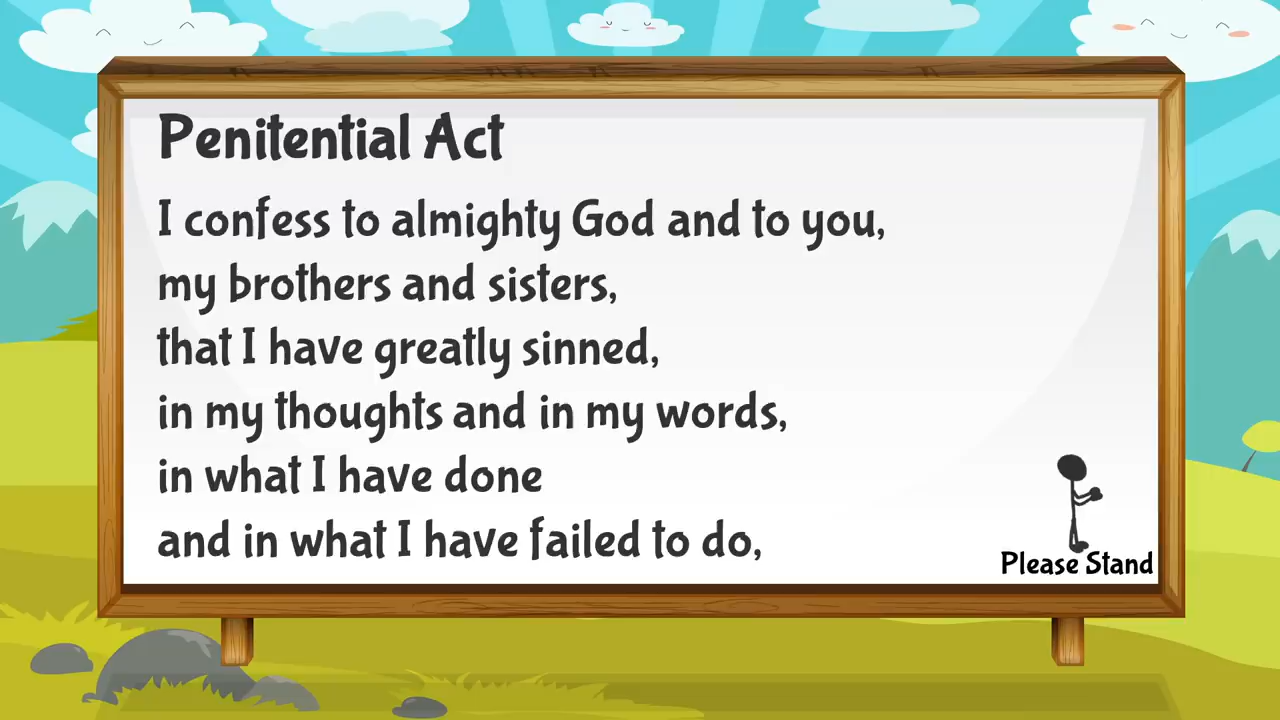 Penitential Act
I confess to almighty God and to you,
my brothers and sisters,
that I have greatly sinned,
in my thoughts and in my words,
in what I have done
and in what I have failed to do,
Please Stand